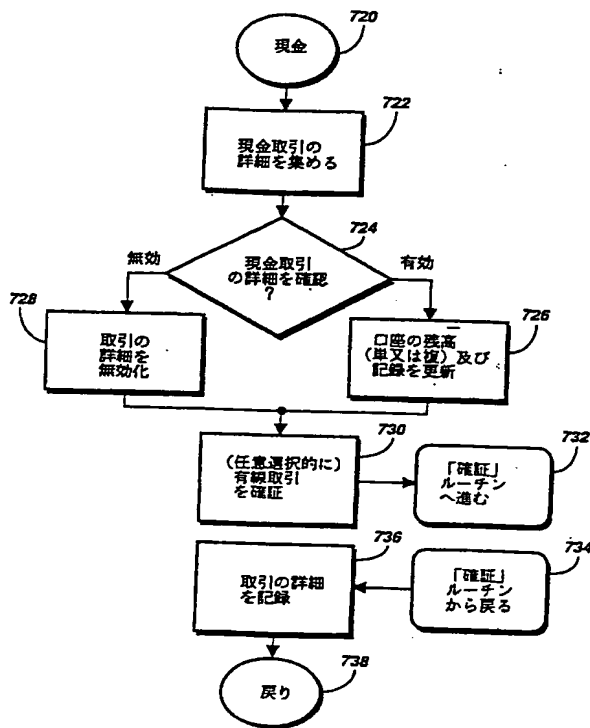 720
現金
722
現金取引の
詳細を集める
724
無効
現金取引
の詳細を確認
?
有効
728
取引の
詳細を
無効化
726
口座の残高
(単又は複)及び
記録を更新
730
(任意選択的に)
有線取引
を確証
732
「確証」
ルーチン
へ進む
736
取引の詳細
を記録
734
「確証」
ルーチン
から戻る
738
戻り